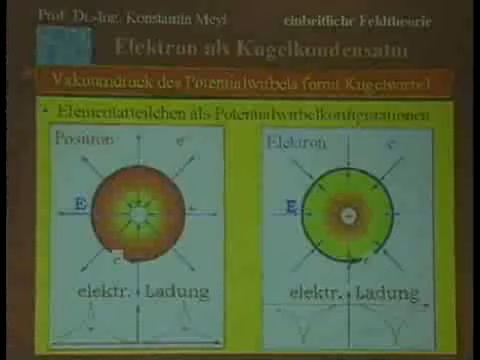 Prof. Dr.-Ing. Konstantin Meyl
einheitliche Feldtheorie
Elektron als Kugelkondensator
Vakuumdruck des Potentialwirbels formt Kugelwirbel
• Elementarteilchen als Potentialwirbelkonfigurationen
Positron
e⁺
E
e
elektr. Ladung
Elektron
e⁻
E
e
elektr. Ladung